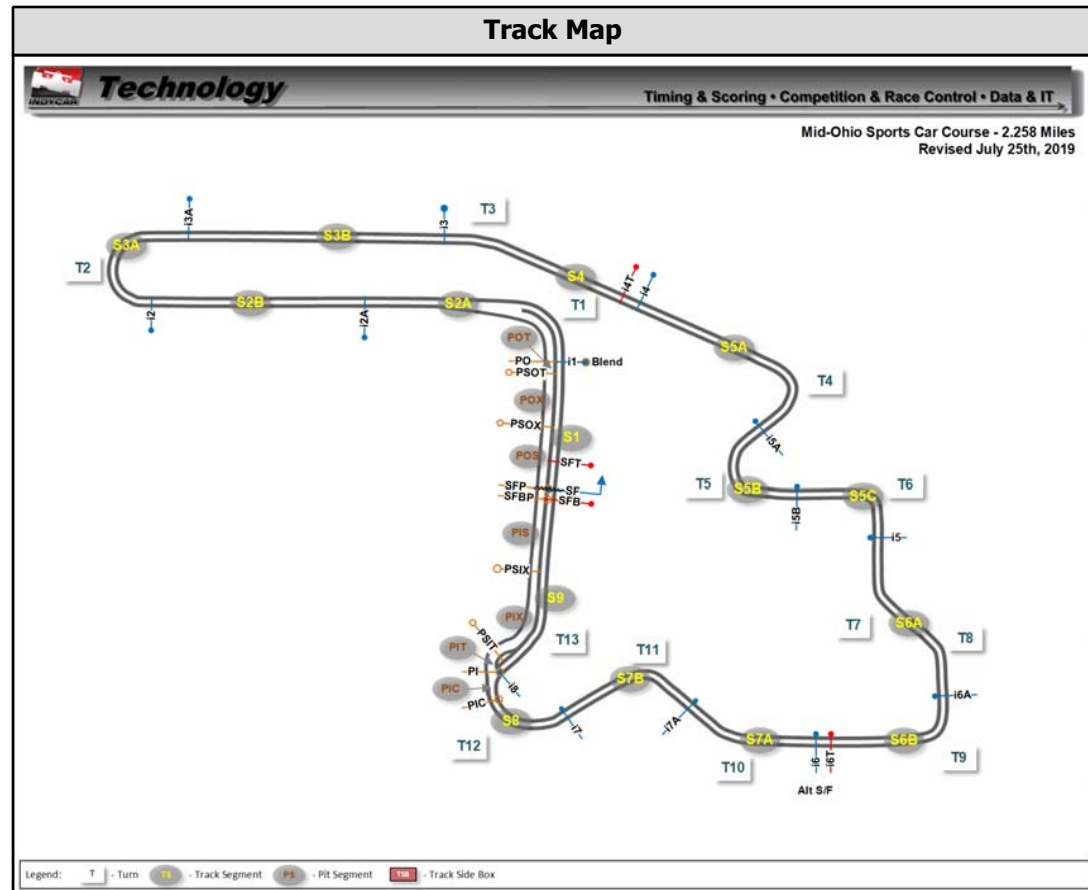 Track Map
INDYCAR
Technology
Timing & Scoring • Competition & Race Control • Data & IT
Mid-Ohio Sports Car Course - 2.258 Miles
Revised July 25th, 2019
i3A
i3
T3
S3A
S3B
T2
S4
i4T
i4
T1
i2
S2B
i2A
S2A
S5A
POT
PO
i1
Blend
PSOT
T4
POX
PSOX
S1
i5A
POS
SFT
T5
S5B
i5B
S5C
T6
SFP
SF
SFBP
SFB
PIS
i5
PSIX
S9
PIX
T7
S6A
T8
PSIT
T13
PIT
T11
PI
i8
S7B
PIC
PIC
i6A
i7
i7A
S8
T12
S7A
i6
i6T
S6B
T10
T9
Alt S/F
Legend:
T
- Turn
TS
- Track Segment
PS
- Pit Segment
TSB
- Track Side Box